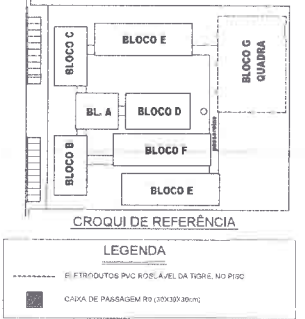 BLOCO C
BLOCO E
BLOCO G
QUADRA
BL. A
BLOCO D
passarelas
BLOCO B
BLOCO F
BLOCO E
CROQUI DE REFERÊNCIA
LEGENDA
ELETRODUTOS PVC ROSCÁVEL DA TIGRE, NO PISO
CAIXA DE PASSAGEM R0 (30X30X30cm)